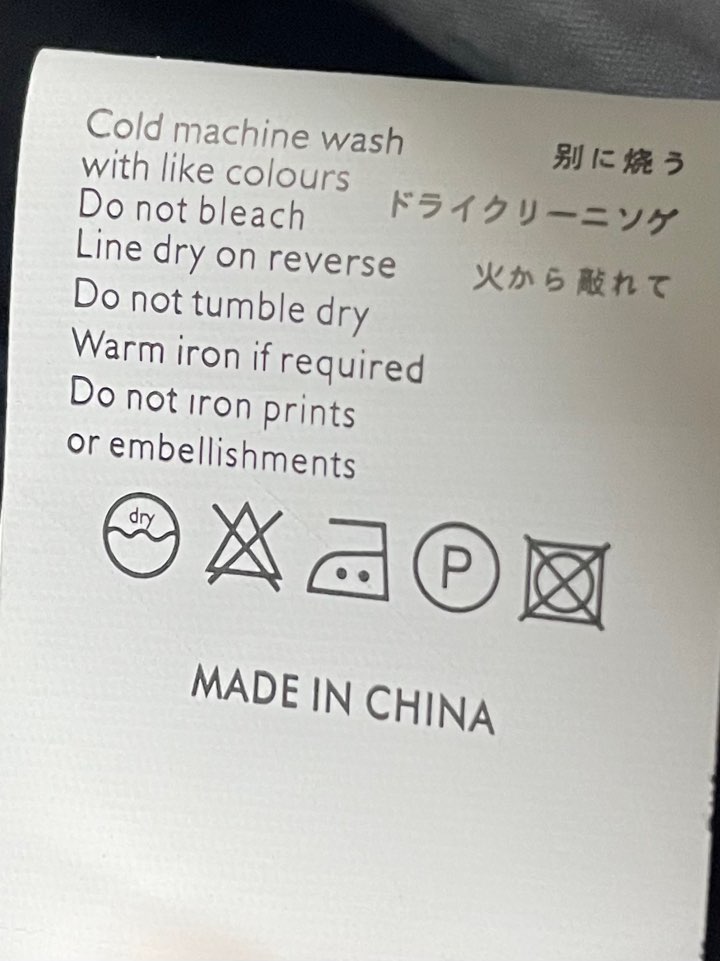 Cold machine wash
with like colours
Do not bleach
Line dry on reverse
Do not tumble dry
Warm iron if required
Do not iron prints
or embellishments
别に焼う
ドライクリーニソゲ
火から敲れて
dry
P
MADE IN CHINA